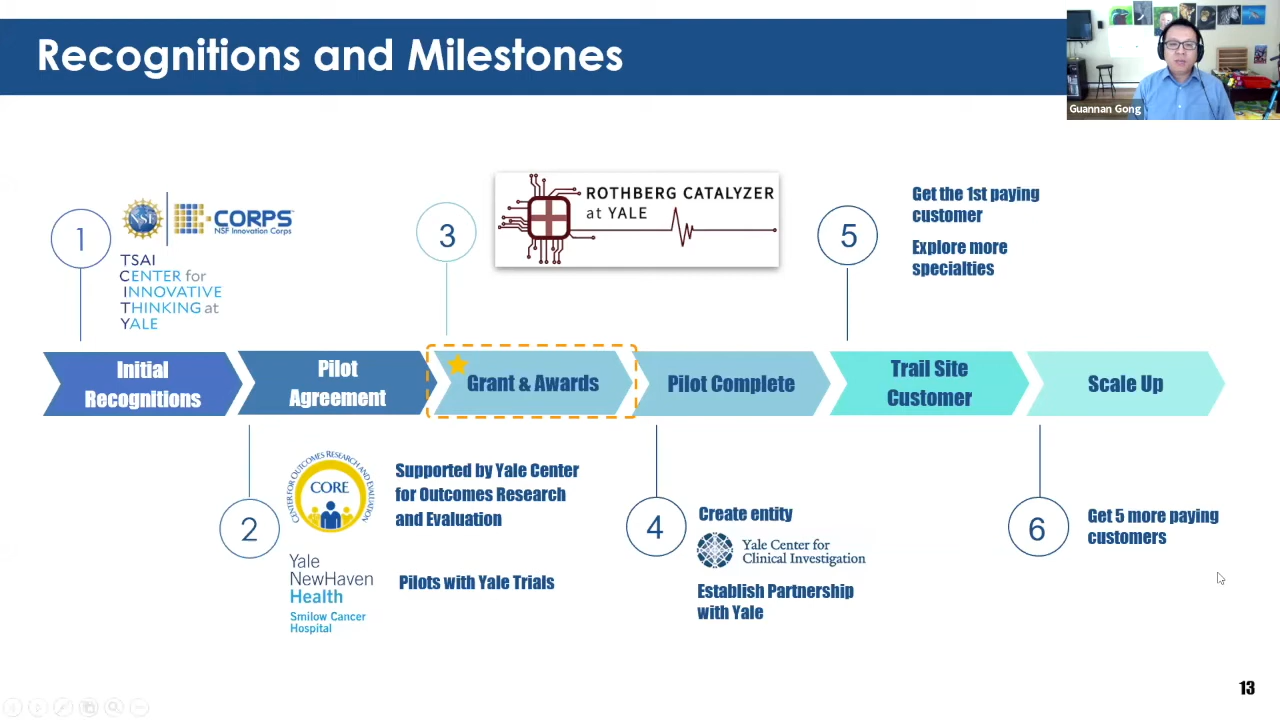 Recognitions and Milestones
Guannan Gong
1
NSF
I-CORPS
NSF Innovation Corps
TSAI
CENTER for
INNOVATIVE
THINKING at
YALE
3
ROTHBERG CATALYZER
at YALE
5
Get the 1st paying
customer
Explore more
specialties
Initial
Recognitions
Pilot
Agreement
Grant & Awards
Pilot Complete
Trail Site
Customer
Scale Up
2
CENTER FOR OUTCOMES RESEARCH AND EVALUATION
CORE
Supported by Yale Center
for Outcomes Research
and Evaluation
Yale
NewHaven
Health
Smilow Cancer
Hospital
Pilots with Yale Trials
4
Create entity
Yale Center for
Clinical Investigation
Establish Partnership
with Yale
6
Get 5 more paying
customers
13